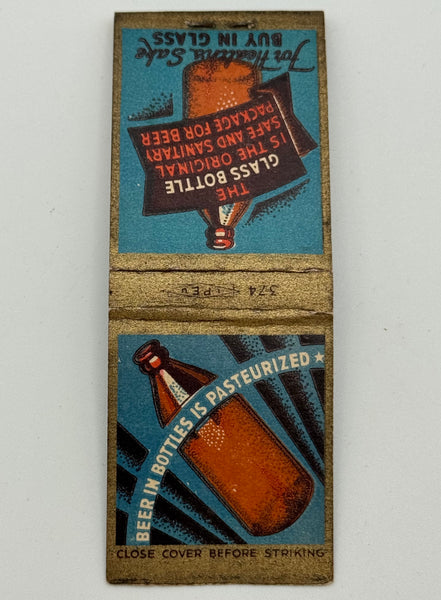 For Health's Sake
BUY IN GLASS
THE
GLASS BOTTLE
IS THE ORIGINAL
SAFE AND SANITARY
PACKAGE FOR BEER
374
BEER IN BOTTLES IS PASTEURIZED ★
CLOSE COVER BEFORE STRIKING